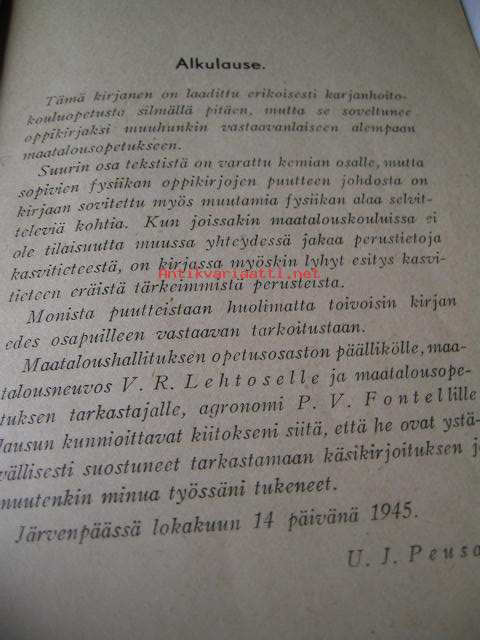 Alkulause.
Tämä kirjanen on laadittu erikoisesti karjanhoito-
kouluopetusta silmällä pitäen, mutta se soveltunee
oppikirjaksi muuhunkin vastaavanlaiseen alempaan
maatalousopetukseen.
Suurin osa tekstistä on varattu kemian osalle, mutta
sopivien fysiikan oppikirjojen puutteen johdosta on
kirjaan sovitettu myös muutamia fysiikan alaa selvit-
televiä kohtia. Kun joissakin maatalouskouluissa ei
ole tilaisuutta muussa yhteydessä jakaa perustietoja
kasvitieteestä, on kirjassa myöskin lyhyt esitys kasvi-
tieteen eräistä tärkeimmistä perusteista.
Antikvariaatti.net
Monista puutteistaan huolimatta toivoisin kirjan
edes osapuilleen vastaavan tarkoitustaan.
Maataloushallituksen opetusosaston päällikölle, maa-
talousneuvos V. R. Lehtoselle ja maatalousope-
tuksen tarkastajalle, agronomi P. V. Fontellille
lausun kunnioittavat kiitokseni siitä, että he ovat ystä-
vällisesti suostuneet tarkastamaan käsikirjoituksen j
muutenkin minua työssäni tukeneet.
Järvenpäässä lokakuun 14 päivänä 1945.
U. J. Peuso